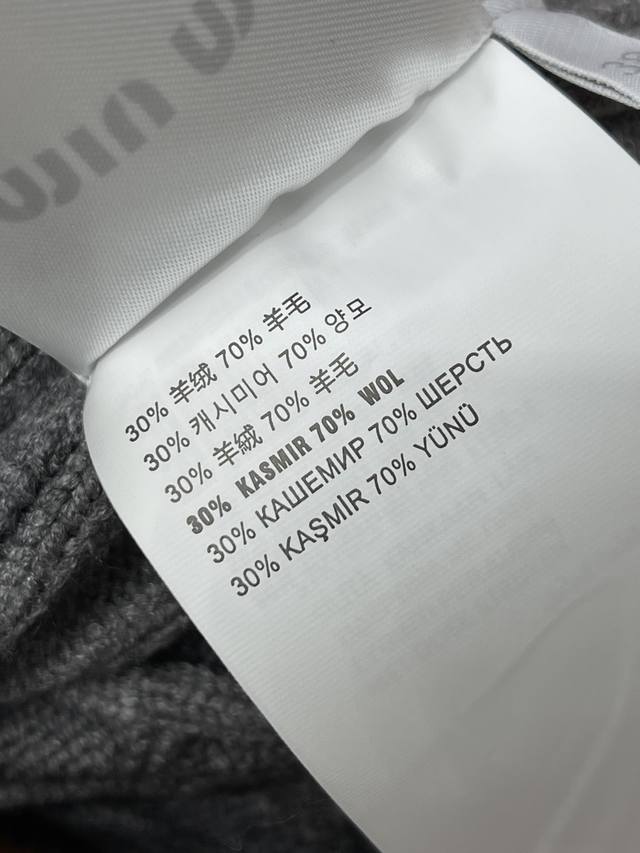 30% 羊绒 70% 羊毛
30% 캐시미어 70% 양모
30% 羊絨 70% 羊毛
30% KASMIR 70% WOL
30% КАШЕМИР 70% ШЕРСТЬ
30% KAŞMİR 70% YÜNÜ